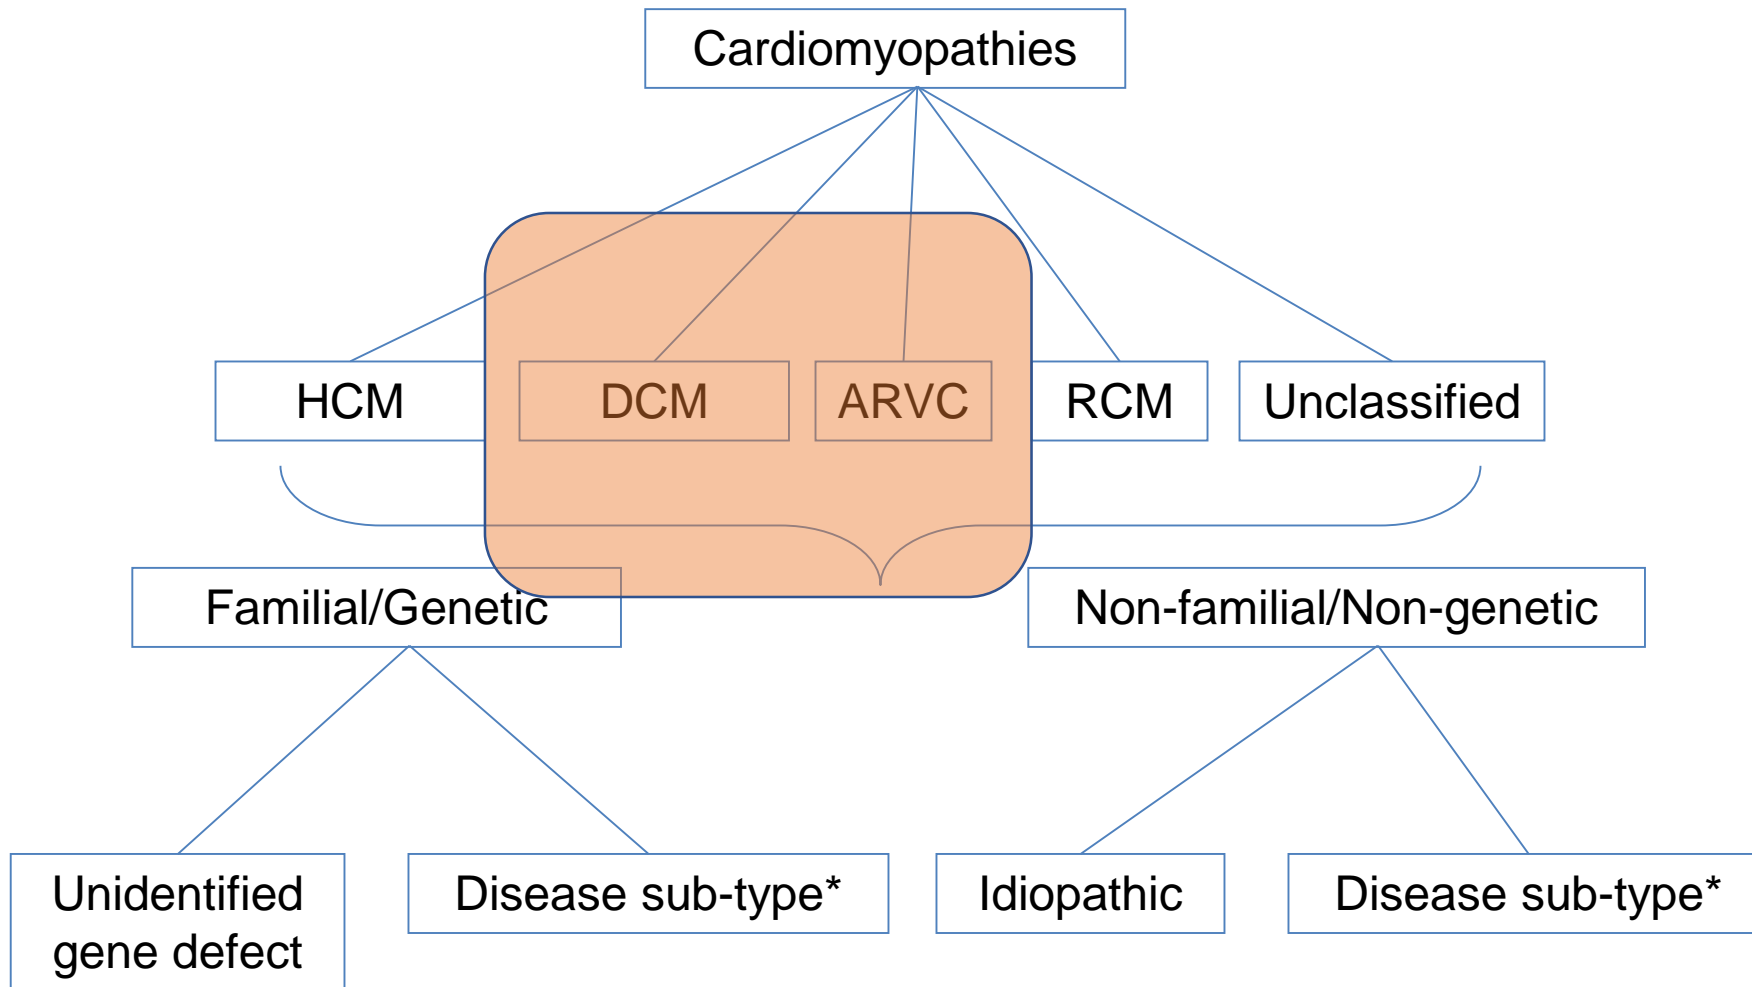 Cardiomyopathies
HCM
DCM
ARVC
RCM
Unclassified
Familial/Genetic
Non-familial/Non-genetic
Unidentified
gene defect
Disease sub-type*
Idiopathic
Disease sub-type*